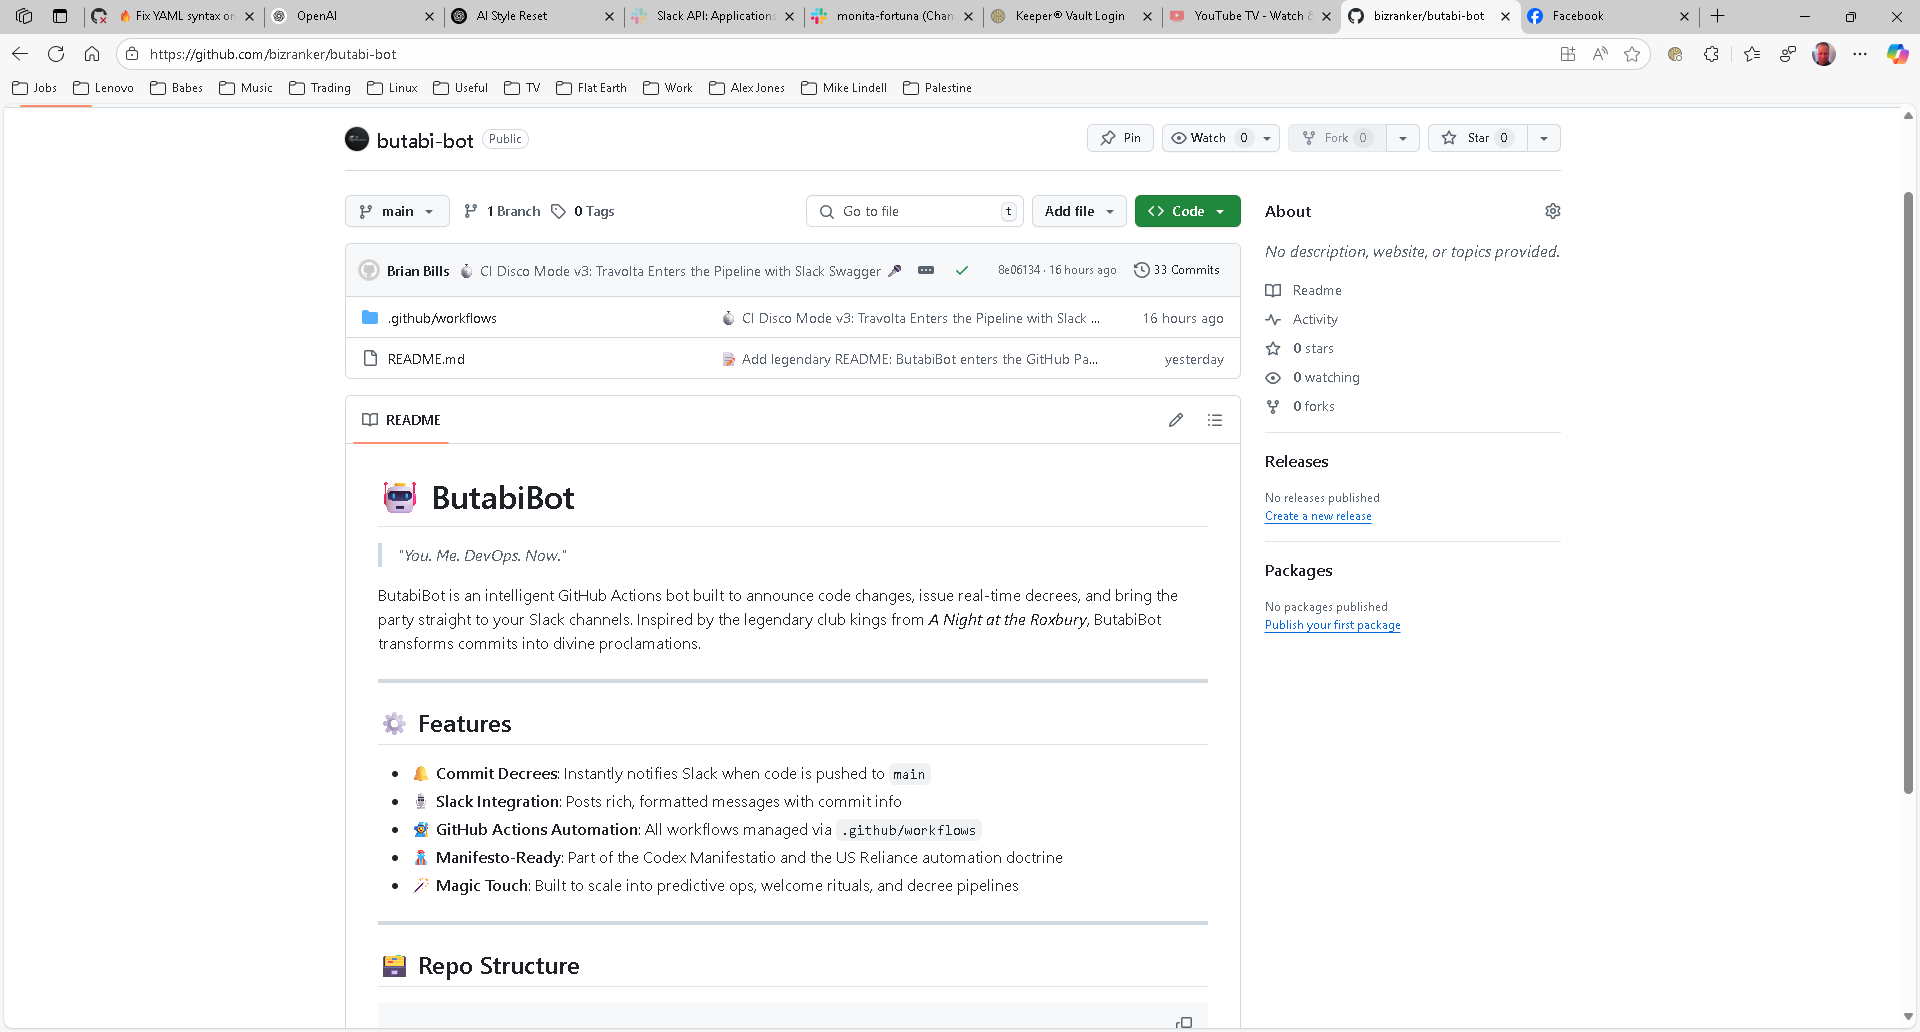 Fix YAML syntax on
OpenAI
AI Style Reset
Slack API: Applications
monita-fortuna (Chan
Keeper® Vault Login
YouTube TV - Watch &
bizranker/butabi-bot
Facebook
https://github.com/bizranker/butabi-bot
Jobs
Lenovo
Babes
Music
Trading
Linux
Useful
TV
Flat Earth
Work
Alex Jones
Mike Lindell
Palestine
butabi-bot Public
Pin
Watch 0
Fork 0
Star 0
main
1 Branch
0 Tags
Go to file t
Add file
Code
Brian Bills CI Disco Mode v3: Travolta Enters the Pipeline with Slack Swagger
8e06134 · 16 hours ago
33 Commits
.github/workflows
CI Disco Mode v3: Travolta Enters the Pipeline with Slack ...
16 hours ago
README.md
Add legendary README: ButabiBot enters the GitHub Pa...
yesterday
README
ButabiBot
"You. Me. DevOps. Now."
ButabiBot is an intelligent GitHub Actions bot built to announce code changes, issue real-time decrees, and bring the
party straight to your Slack channels. Inspired by the legendary club kings from A Night at the Roxbury, ButabiBot
transforms commits into divine proclamations.
Features
Commit Decrees: Instantly notifies Slack when code is pushed to main
Slack Integration: Posts rich, formatted messages with commit info
GitHub Actions Automation: All workflows managed via .github/workflows
Manifesto-Ready: Part of the Codex Manifestatio and the US Reliance automation doctrine
Magic Touch: Built to scale into predictive ops, welcome rituals, and decree pipelines
Repo Structure
About
No description, website, or topics provided.
Readme
Activity
0 stars
0 watching
0 forks
Releases
No releases published
Create a new release
Packages
No packages published
Publish your first package